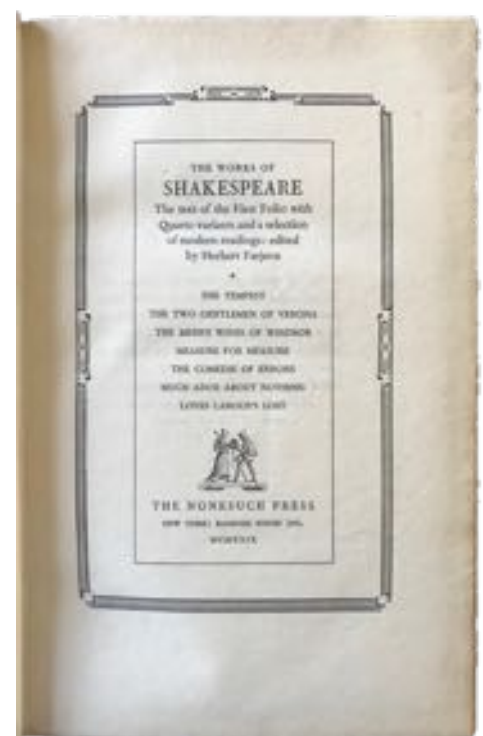 THE WORKS OF
SHAKESPEARE
The text of the First Folio with
Quarto variants and a selection
of modern readings: edited
by Herbert Farjeon
THE TEMPEST
THE TWO GENTLEMEN OF VERONA
THE MERRY WIVES OF WINDSOR
MEASURE FOR MEASURE
THE COMEDIE OF ERRORS
MUCH ADOE ABOUT NOTHING
LOVES LABOUR'S LOST
THE NONESUCH PRESS
NEW YORK: RANDOM HOUSE INC.
MCMXXIX